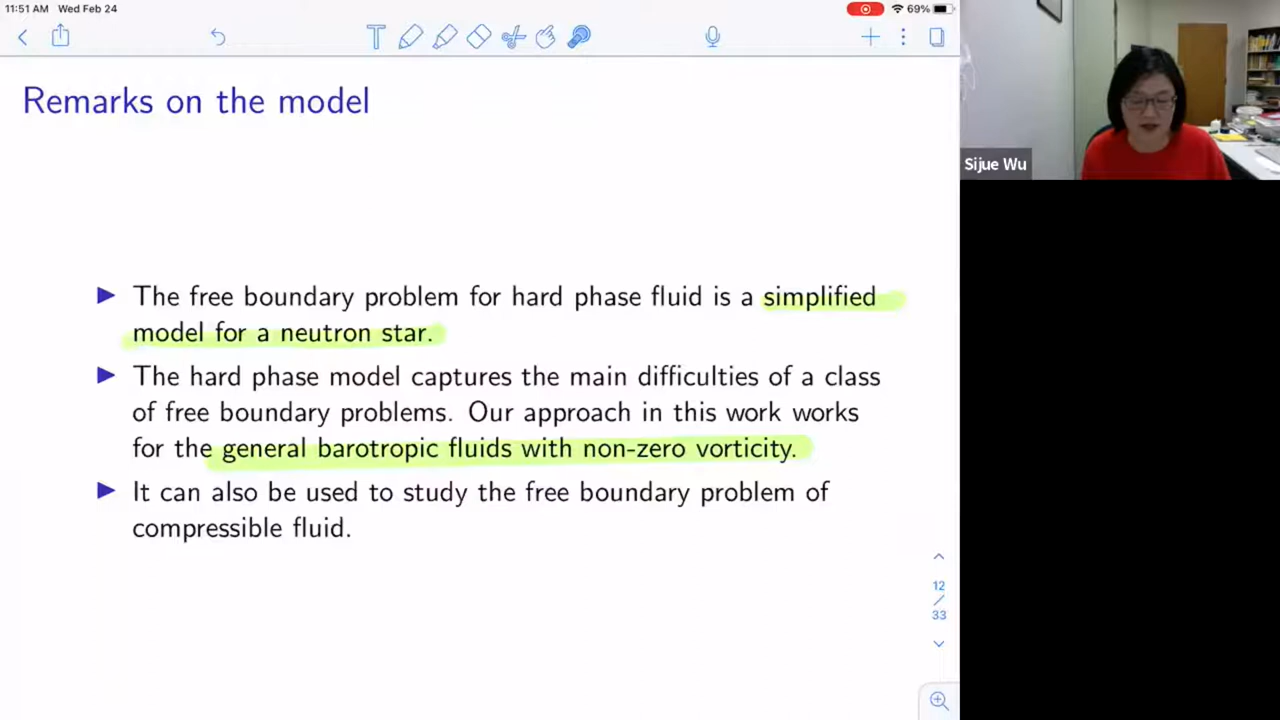 11:51 AM Wed Feb 24
69%
Remarks on the model
The free boundary problem for hard phase fluid is a simplified
model for a neutron star.
The hard phase model captures the main difficulties of a class
of free boundary problems. Our approach in this work works
for the general barotropic fluids with non-zero vorticity.
It can also be used to study the free boundary problem of
compressible fluid.
12
/
33
Sijue Wu